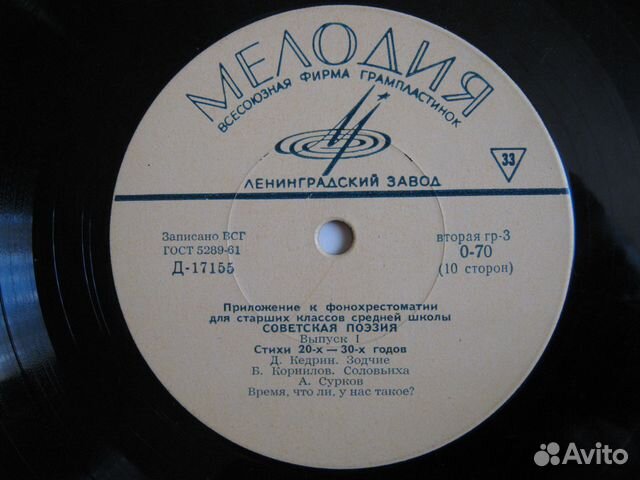 МЕЛОДИЯ
ВСЕСОЮЗНАЯ ФИРМА ГРАМПЛАСТИНОК
33
ЛЕНИНГРАДСКИЙ ЗАВОД
Записано ВСГ
ГОСТ 5289-61
Д-17155
вторая гр-3
0-70
(10 сторон)
Приложение к фонохрестоматии
для старших классов средней школы
СОВЕТСКАЯ ПОЭЗИЯ
Выпуск I
Стихи 20-х — 30-х годов
Д. Кедрин. Зодчие
Б. Корнилов. Соловьиха
А. Сурков
Время, что ли, у нас такое?
Avito